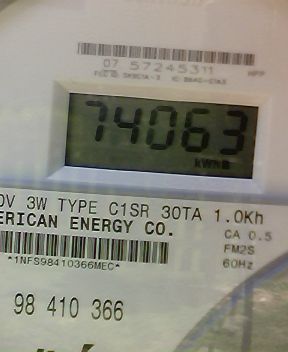 07 57245311
74063
kWh
0V 3W TYPE C1SR 30TA 1.0Kh
ERICAN ENERGY CO.
CA 0.5
FM2S
*1NFS98410366MEC*
60Hz
98 410 366